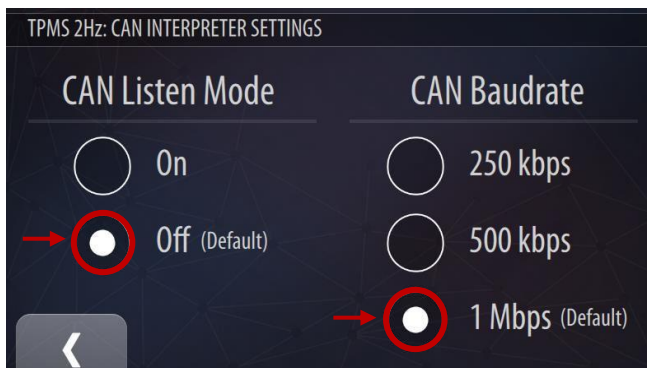 TPMS 2Hz: CAN INTERPRETER SETTINGS
CAN Listen Mode
On
Off (Default)
CAN Baudrate
250 kbps
500 kbps
1 Mbps (Default)